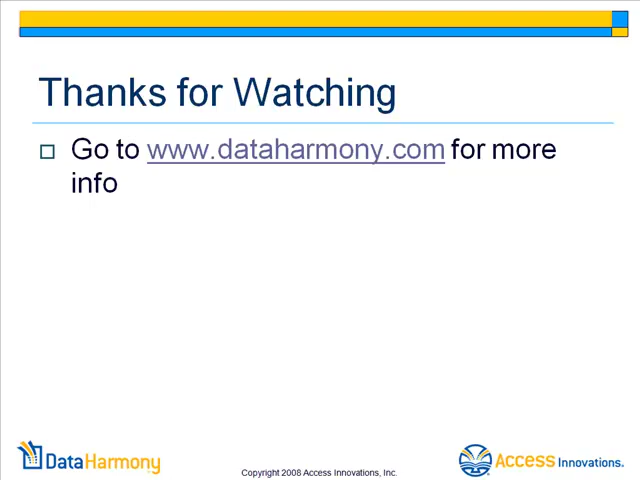 Thanks for Watching
Go to www.dataharmony.com for more
info
DataHarmony
Copyright 2008 Access Innovations, Inc.
Access Innovations.